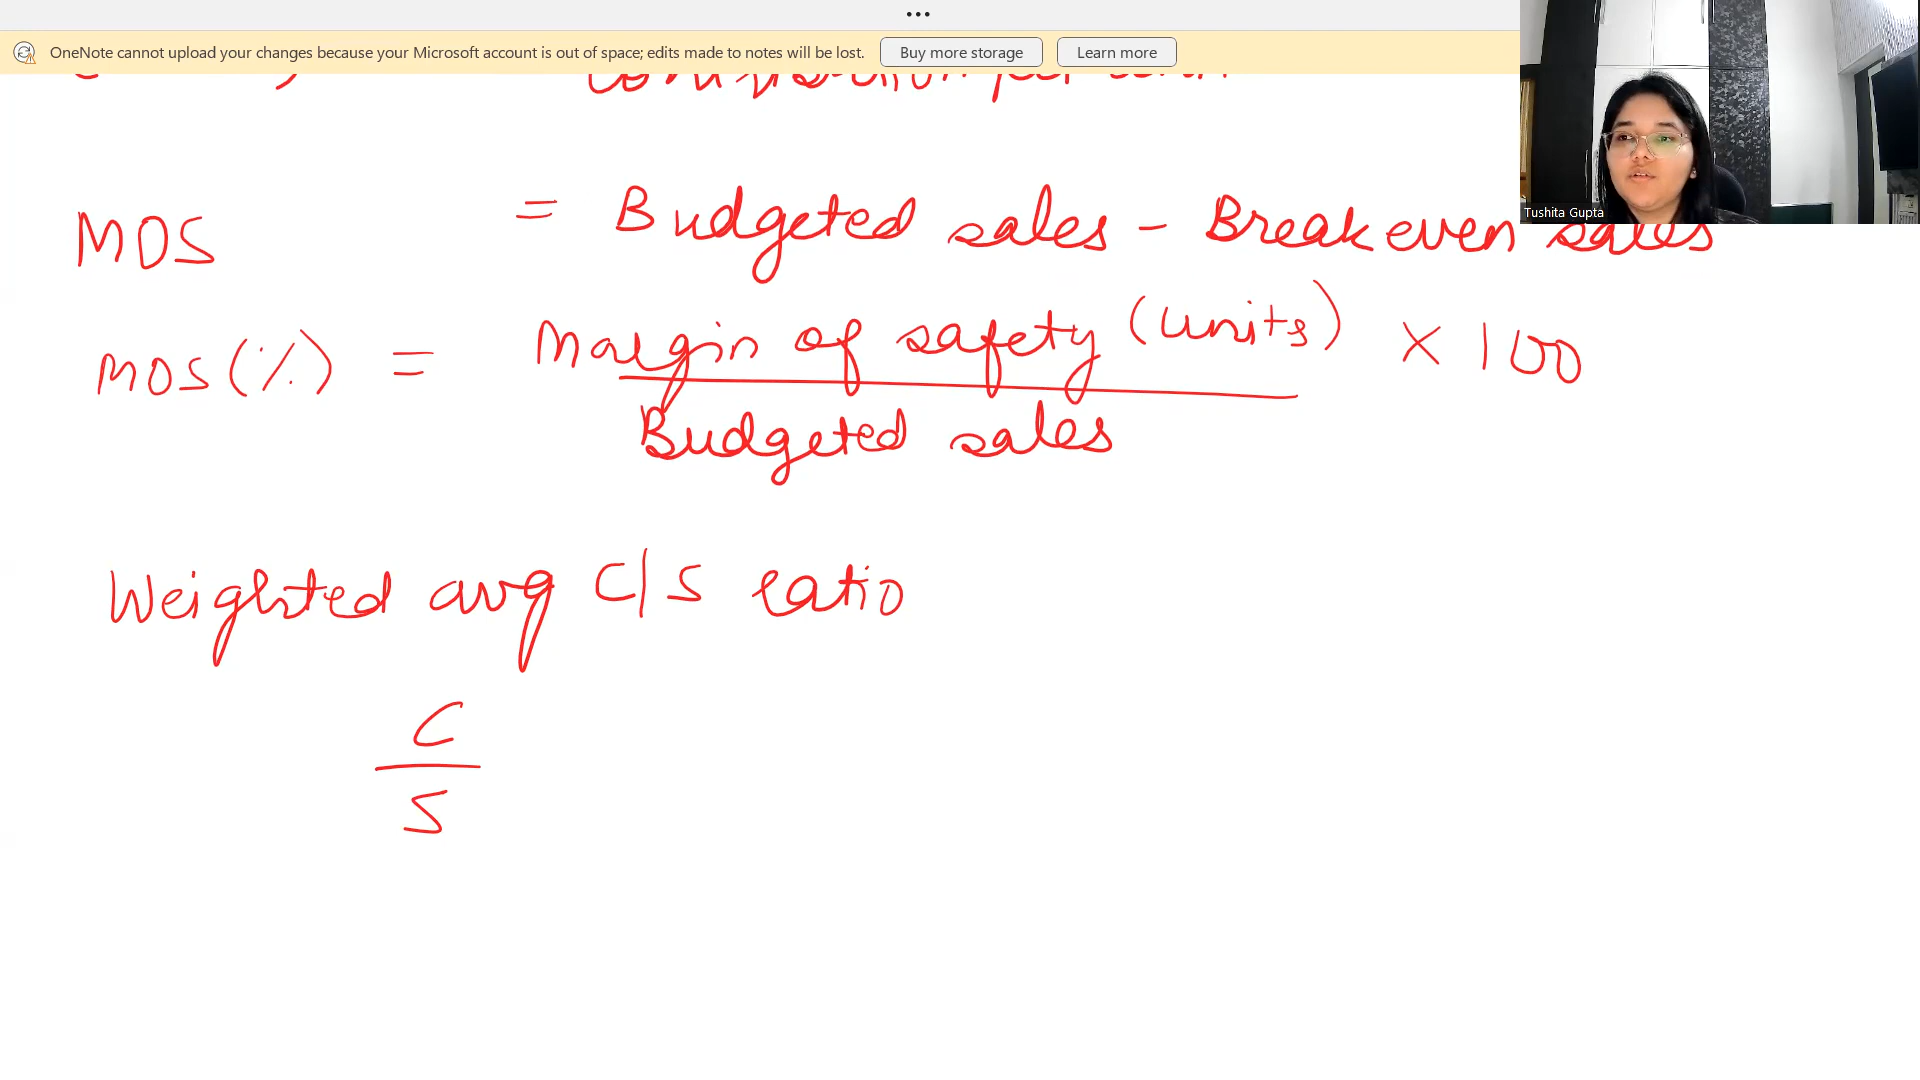 OneNote cannot upload your changes because your Microsoft account is out of space; edits made to notes will be lost. Buy more storage Learn more
Tushita Gupta
MOS = Budgeted sales - Breakeven sales
MOS (%) = Margin of safety (units) × 100
Budgeted sales
Weighted avg C/S ratio
C
S